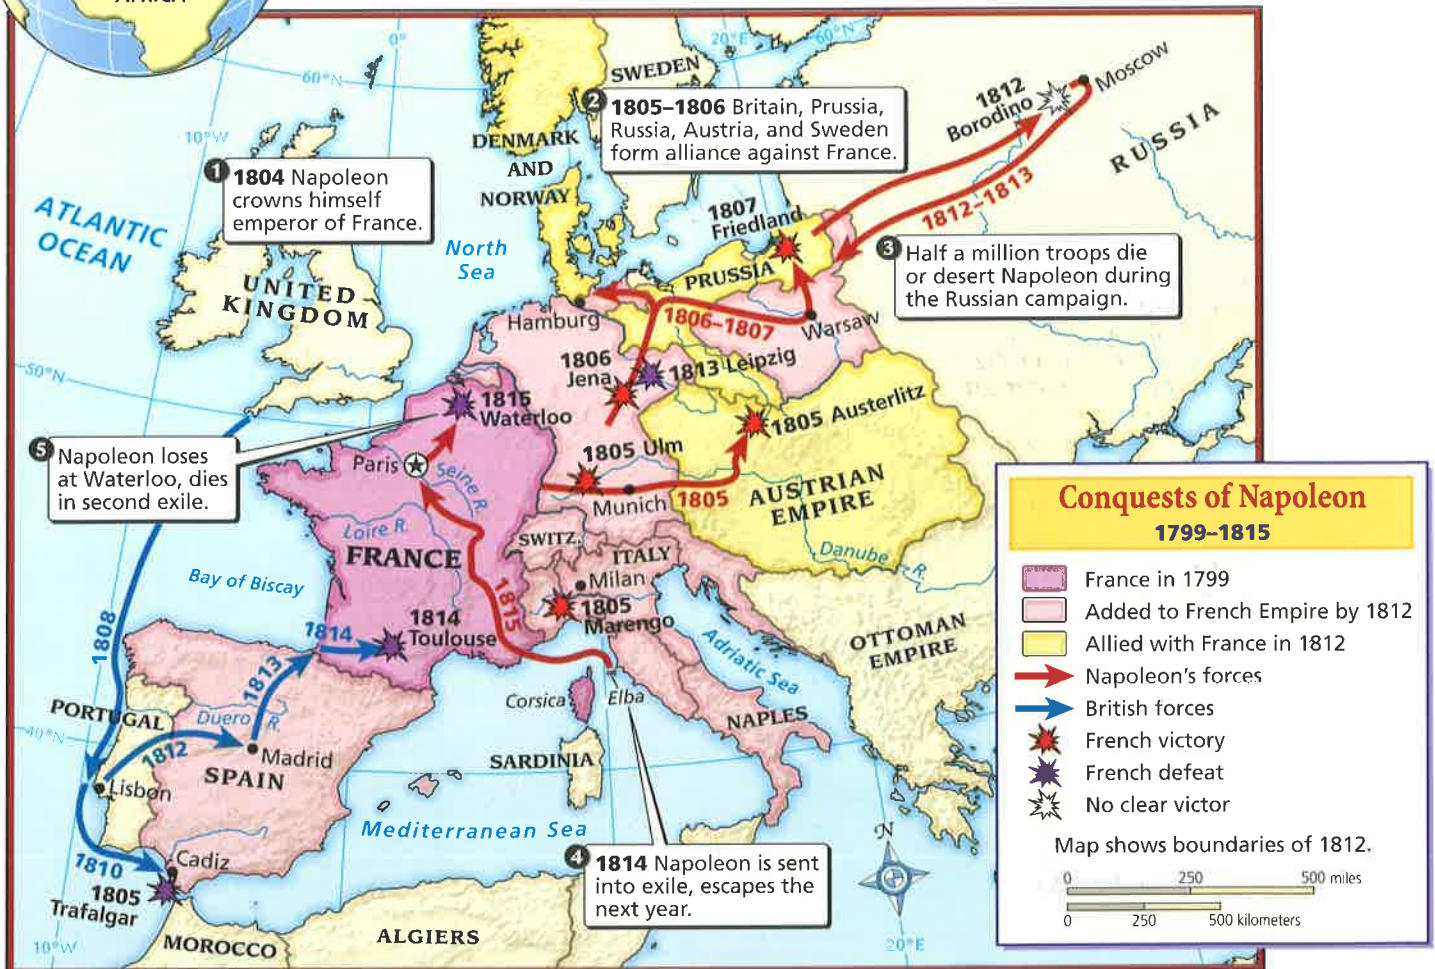 AFRICA
0°
20°E
60°N
60°N
10°W
SWEDEN
Moscow
1812
Borodino
RUSSIA
2 1805–1806 Britain, Prussia,
Russia, Austria, and Sweden
form alliance against France.
DENMARK
AND
NORWAY
1 1804 Napoleon
crowns himself
emperor of France.
ATLANTIC
OCEAN
North
Sea
1807
Friedland
1812–1813
3 Half a million troops die
or desert Napoleon during
the Russian campaign.
PRUSSIA
UNITED
KINGDOM
Hamburg
1806–1807
Warsaw
50°N
1806
Jena
1813 Leipzig
1815
Waterloo
1805 Austerlitz
5 Napoleon loses
at Waterloo, dies
in second exile.
Paris
Seine R.
1805 Ulm
Munich
1805
AUSTRIAN
EMPIRE
Loire R.
FRANCE
SWITZ.
ITALY
Danube R.
Bay of Biscay
Milan
1805
Marengo
1815
1814
Toulouse
1814
1808
1813
OTTOMAN
EMPIRE
Adriatic Sea
Corsica
Elba
PORTUGAL
Duero R.
40°N
1812
Madrid
NAPLES
SARDINIA
SPAIN
Lisbon
Mediterranean Sea
1810
Cadiz
1805
Trafalgar
4 1814 Napoleon is sent
into exile, escapes the
next year.
N
MOROCCO
ALGIERS
10°W
20°E
Conquests of Napoleon
1799–1815
France in 1799
Added to French Empire by 1812
Allied with France in 1812
Napoleon's forces
British forces
French victory
French defeat
No clear victor
Map shows boundaries of 1812.
0 250 500 miles
0 250 500 kilometers